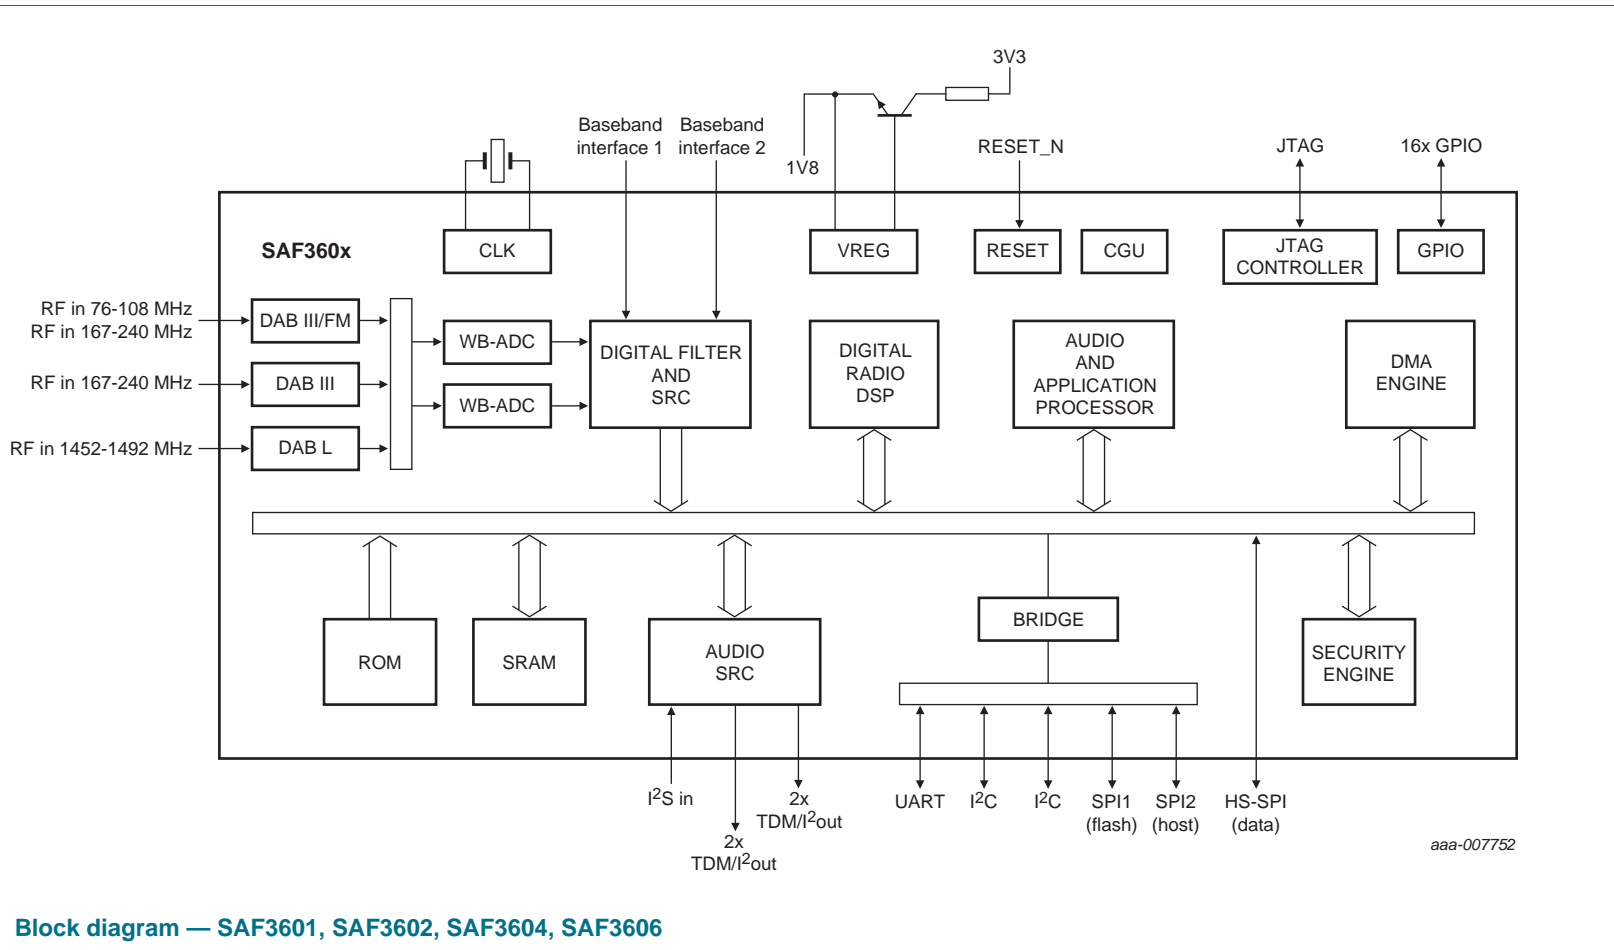 3V3
Baseband
interface 1
Baseband
interface 2
1V8
RESET_N
JTAG
16x GPIO
SAF360x
CLK
VREG
RESET
CGU
JTAG
CONTROLLER
GPIO
RF in 76-108 MHz
RF in 167-240 MHz
DAB III/FM
RF in 167-240 MHz
DAB III
RF in 1452-1492 MHz
DAB L
WB-ADC
WB-ADC
DIGITAL FILTER
AND
SRC
DIGITAL
RADIO
DSP
AUDIO
AND
APPLICATION
PROCESSOR
DMA
ENGINE
ROM
SRAM
AUDIO
SRC
BRIDGE
SECURITY
ENGINE
I2S in
2x
TDM/I2out
2x
TDM/I2out
UART
I2C
I2C
SPI1
(flash)
SPI2
(host)
HS-SPI
(data)
aaa-007752
Block diagram — SAF3601, SAF3602, SAF3604, SAF3606